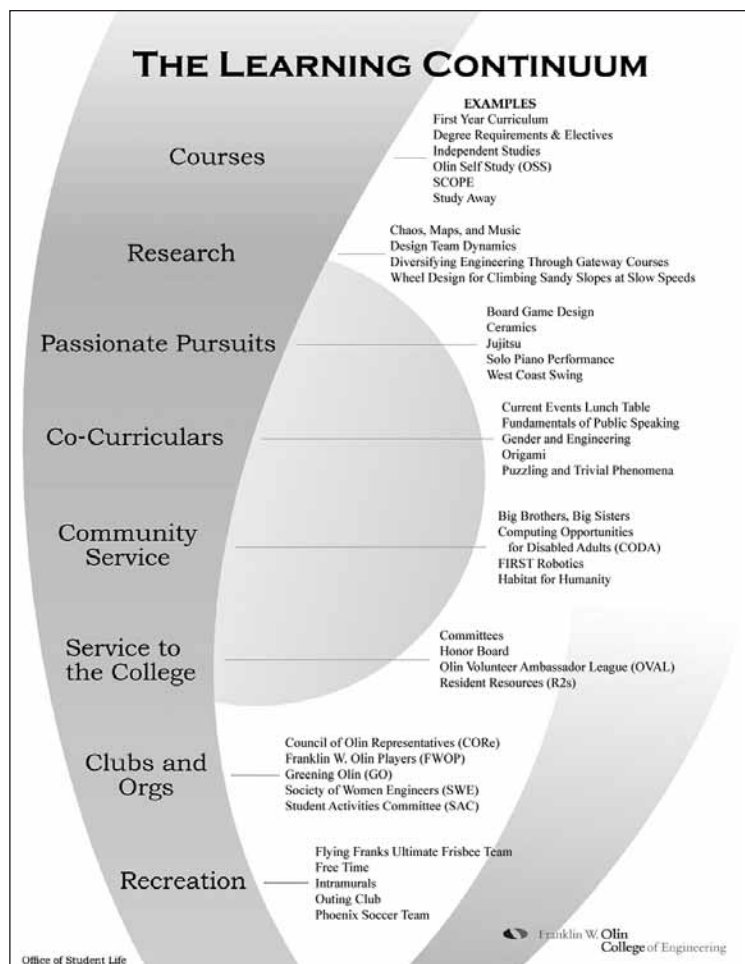 THE LEARNING CONTINUUM
EXAMPLES
Courses
First Year Curriculum
Degree Requirements & Electives
Independent Studies
Olin Self Study (OSS)
SCOPE
Study Away
Research
Chaos, Maps, and Music
Design Team Dynamics
Diversifying Engineering Through Gateway Courses
Wheel Design for Climbing Sandy Slopes at Slow Speeds
Passionate Pursuits
Board Game Design
Ceramics
Jujitsu
Solo Piano Performance
West Coast Swing
Co-Curriculars
Current Events Lunch Table
Fundamentals of Public Speaking
Gender and Engineering
Origami
Puzzling and Trivial Phenomena
Community
Service
Big Brothers, Big Sisters
Computing Opportunities
for Disabled Adults (CODA)
FIRST Robotics
Habitat for Humanity
Service to
the College
Committees
Honor Board
Olin Volunteer Ambassador League (OVAL)
Resident Resources (R2s)
Clubs and
Orgs
Council of Olin Representatives (CORe)
Franklin W. Olin Players (FWOP)
Greening Olin (GO)
Society of Women Engineers (SWE)
Student Activities Committee (SAC)
Recreation
Flying Franks Ultimate Frisbee Team
Free Time
Intramurals
Outing Club
Phoenix Soccer Team
Franklin W. Olin
College of Engineering
Office of Student Life